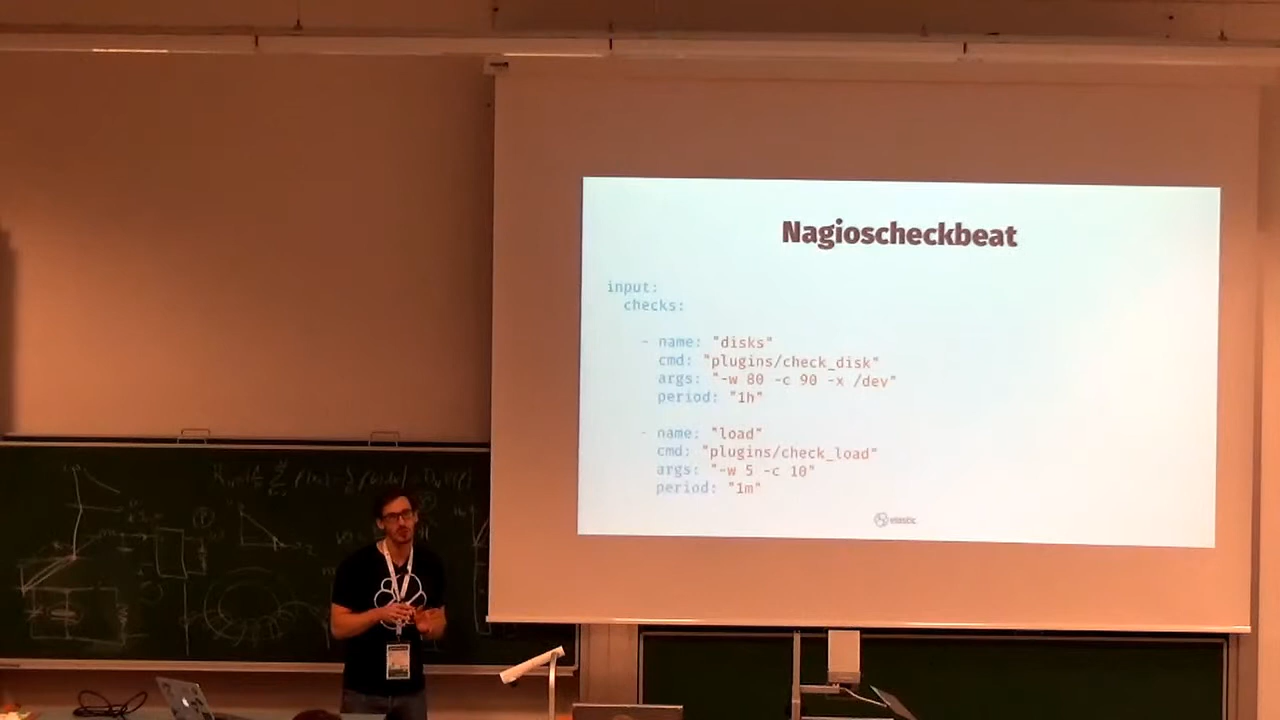 Nagioscheckbeat
input:
checks:
- name: "disks"
cmd: "plugins/check_disk"
args: "-w 80 -c 90 -x /dev"
period: "1h"
- name: "load"
cmd: "plugins/check_load"
args: "-w 5 -c 10"
period: "1m"
elastic